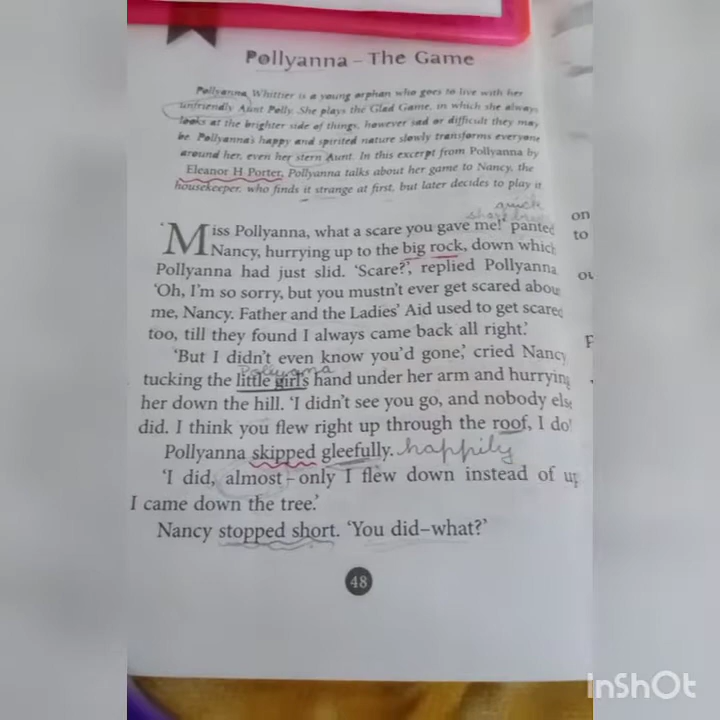 Pollyanna – The Game
Pollyanna Whittier is a young orphan who goes to live with her
unfriendly Aunt Polly. She plays the Glad Game, in which she always
looks at the brighter side of things, however sad or difficult they may
be. Pollyanna's happy and spirited nature slowly transforms everyone
around her, even her stern Aunt. In this excerpt from Pollyanna by
Eleanor H Porter, Pollyanna talks about her game to Nancy, the
housekeeper, who finds it strange at first, but later decides to play it
quick
'Miss Pollyanna, what a scare you gave me!' panted
Nancy, hurrying up to the big rock, down which
Pollyanna had just slid. 'Scare?', replied Pollyanna
'Oh, I'm so sorry, but you mustn't ever get scared about
me, Nancy. Father and the Ladies' Aid used to get scared
too, till they found I always came back all right.'
'But I didn't even know you'd gone,' cried Nancy
Pollyanna
tucking the little girl's hand under her arm and hurrying
her down the hill. 'I didn't see you go, and nobody else
did. I think you flew right up through the roof, I do!
Pollyanna skipped gleefully. happily
'I did, almost – only I flew down instead of up
I came down the tree.'
Nancy stopped short. 'You did–what?'
48
on
to
InShOt